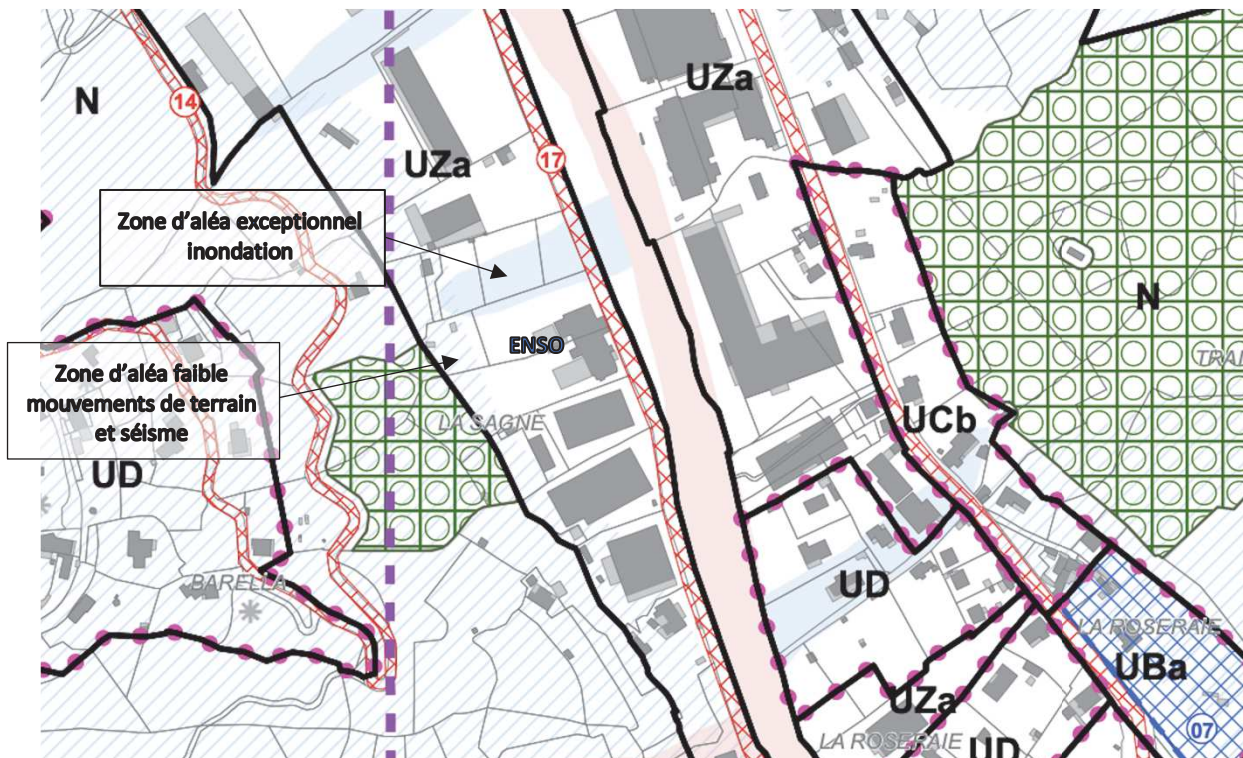 N
14
UZa
17
UZa
Zone d'aléa exceptionnel
inondation
N
ENSO
Zone d'aléa faible
mouvements de terrain
et séisme
LA SAGNE
UCb
UD
BARELLA
UD
LA ROSERAIE
UBa
UZa
07
LA ROSERAIE
UD